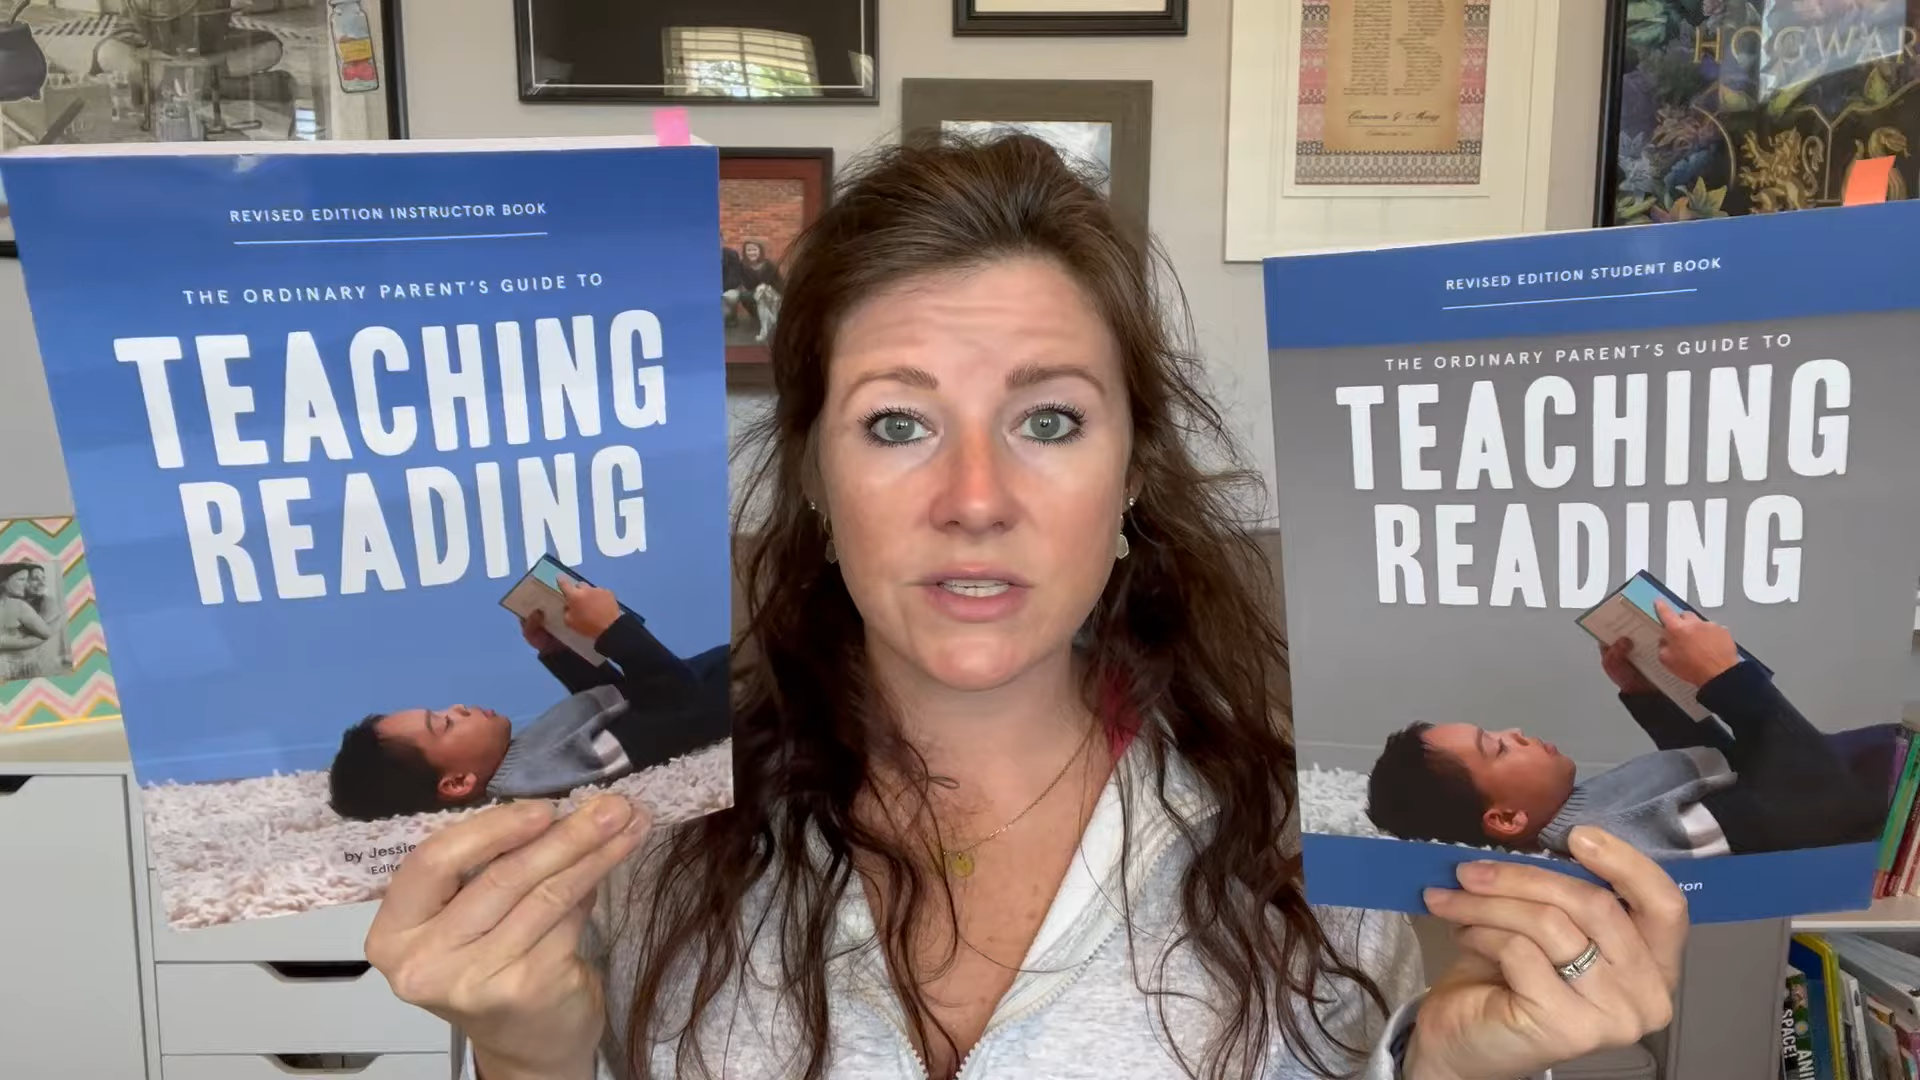 REVISED EDITION INSTRUCTOR BOOK
THE ORDINARY PARENT'S GUIDE TO
TEACHING
READING
by Jessie
REVISED EDITION STUDENT BOOK
THE ORDINARY PARENT'S GUIDE TO
TEACHING
READING
HOGWAR
SPACE!